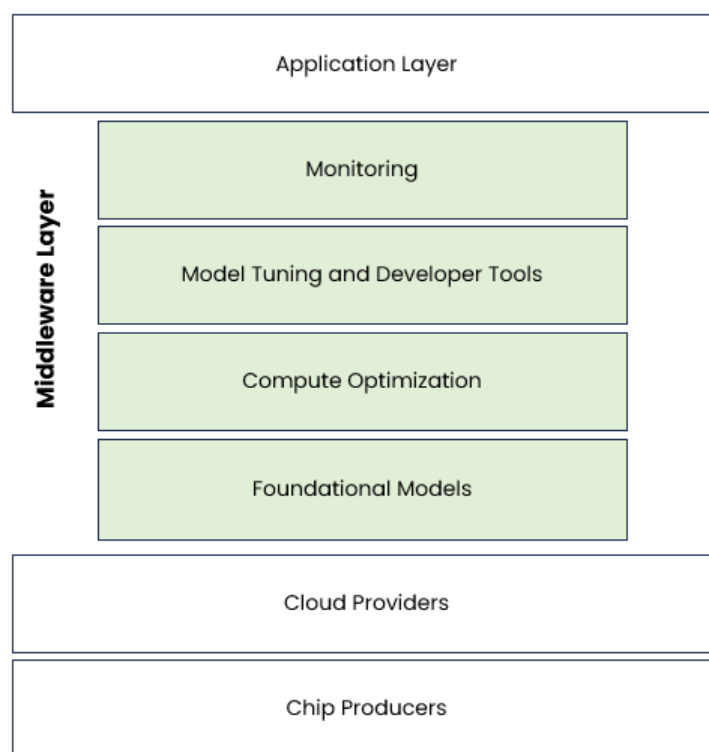 Application Layer
Middleware Layer
Monitoring
Model Tuning and Developer Tools
Compute Optimization
Foundational Models
Cloud Providers
Chip Producers